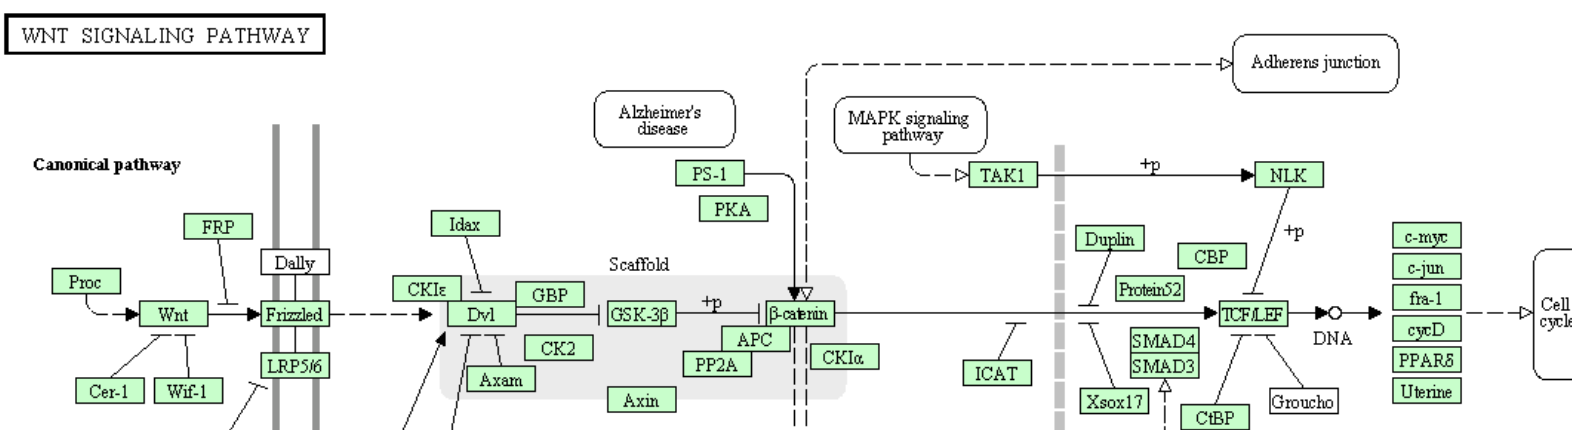 WNT SIGNALING PATHWAY
Adherens junction
Alzheimer's
disease
MAPK signaling
pathway
Canonical pathway
PS-1
TAK1
+p
NLK
PKA
FRP
Idax
Duplin
+p
c-myc
CBP
Dally
Scaffold
c-jun
Proc
CKIε
GBP
Protein52
fra-1
Cell
cycle
Wnt
Frizzled
Dvl
GSK-3β
+p
β-catenin
TCF/LEF
DNA
cycD
CK2
APC
SMAD4
PP2A
CKIα
SMAD3
PPARδ
LRP5/6
Axam
ICAT
Cer-1
Wif-1
Axin
Xsox17
Groucho
Uterine
CtBP